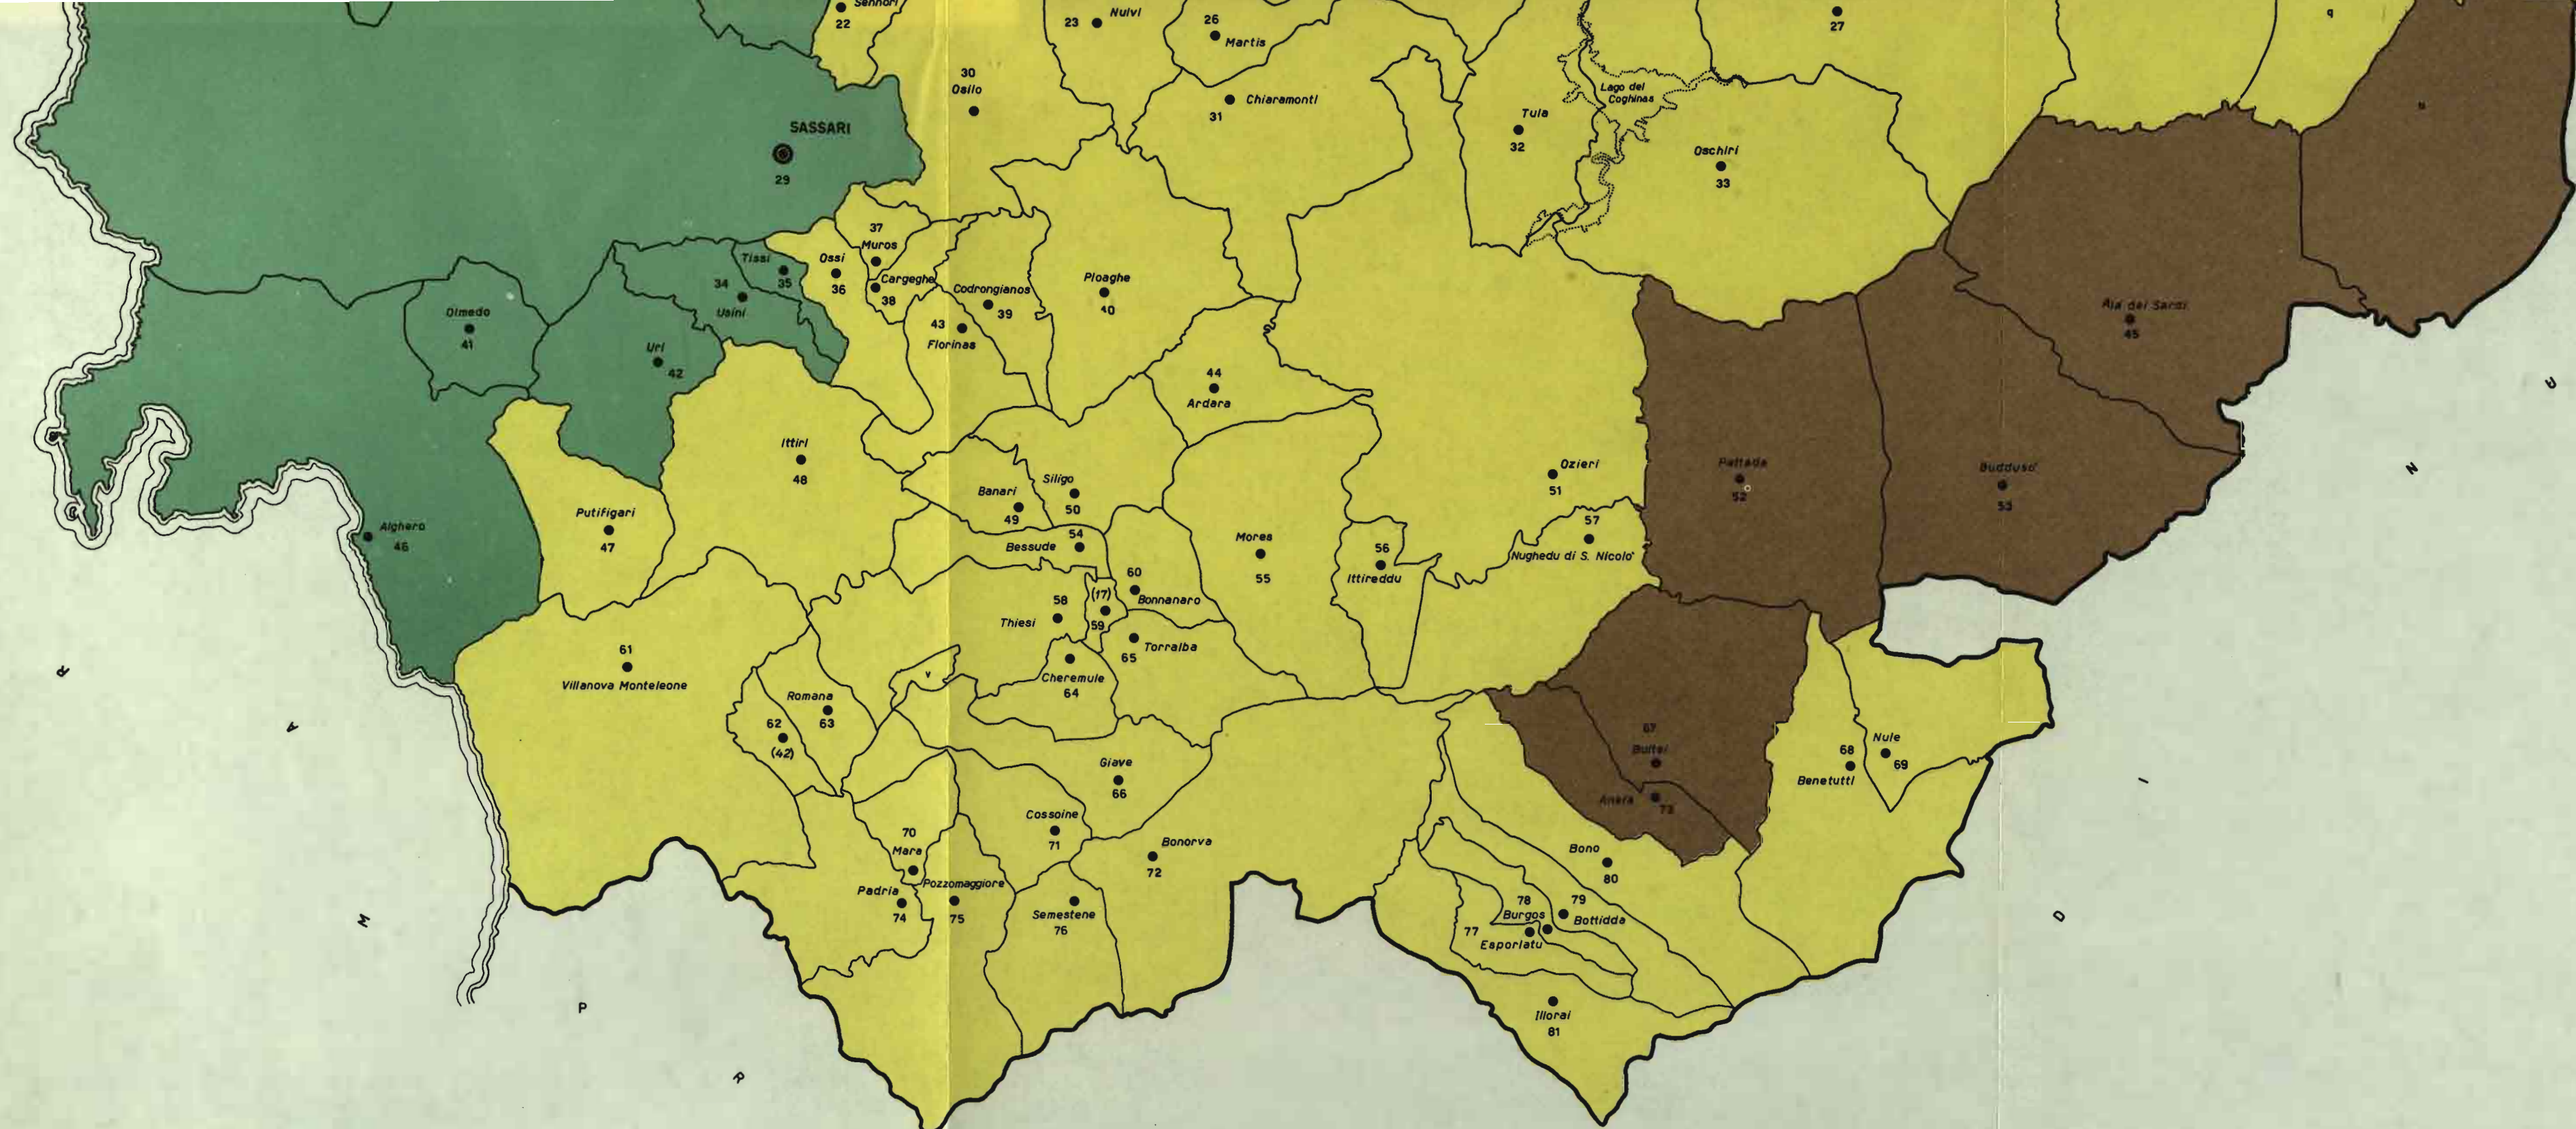 Sennori
22
23
Nulvi
26
Martis
27
q
30
Osilo
Chiaramonti
31
Tula
32
Lago del
Coghinas
Oschiri
33
SASSARI
29
37
Muros
Ossi
36
Cargeghe
38
Tissi
35
34
Usini
Codrongianos
39
Ploaghe
40
43
Florinas
Olmedo
41
Uri
42
44
Ardara
Ala' dei Sardi
45
Ittiri
48
Banari
49
Siligo
50
Ozieri
51
Pattada
52
Budduso'
53
Alghero
46
Putifigari
47
54
Bessude
Mores
55
56
Ittireddu
57
Nughedu di S. Nicolo'
60
Bonnanaro
(17)
59
58
Thiesi
65
Torralba
Cheremule
64
v
61
Villanova Monteleone
Romana
63
62
(42)
Giave
66
67
Bultei
Anela
73
68
Benetutti
Nule
69
70
Mara
Cossoine
71
Bonorva
72
Padria
74
Pozzomaggiore
75
Semestene
76
Bono
80
78
Burgos
79
Bottidda
77
Esporlatu
Illorai
81
R
A
M
P
R
D
I
N
U